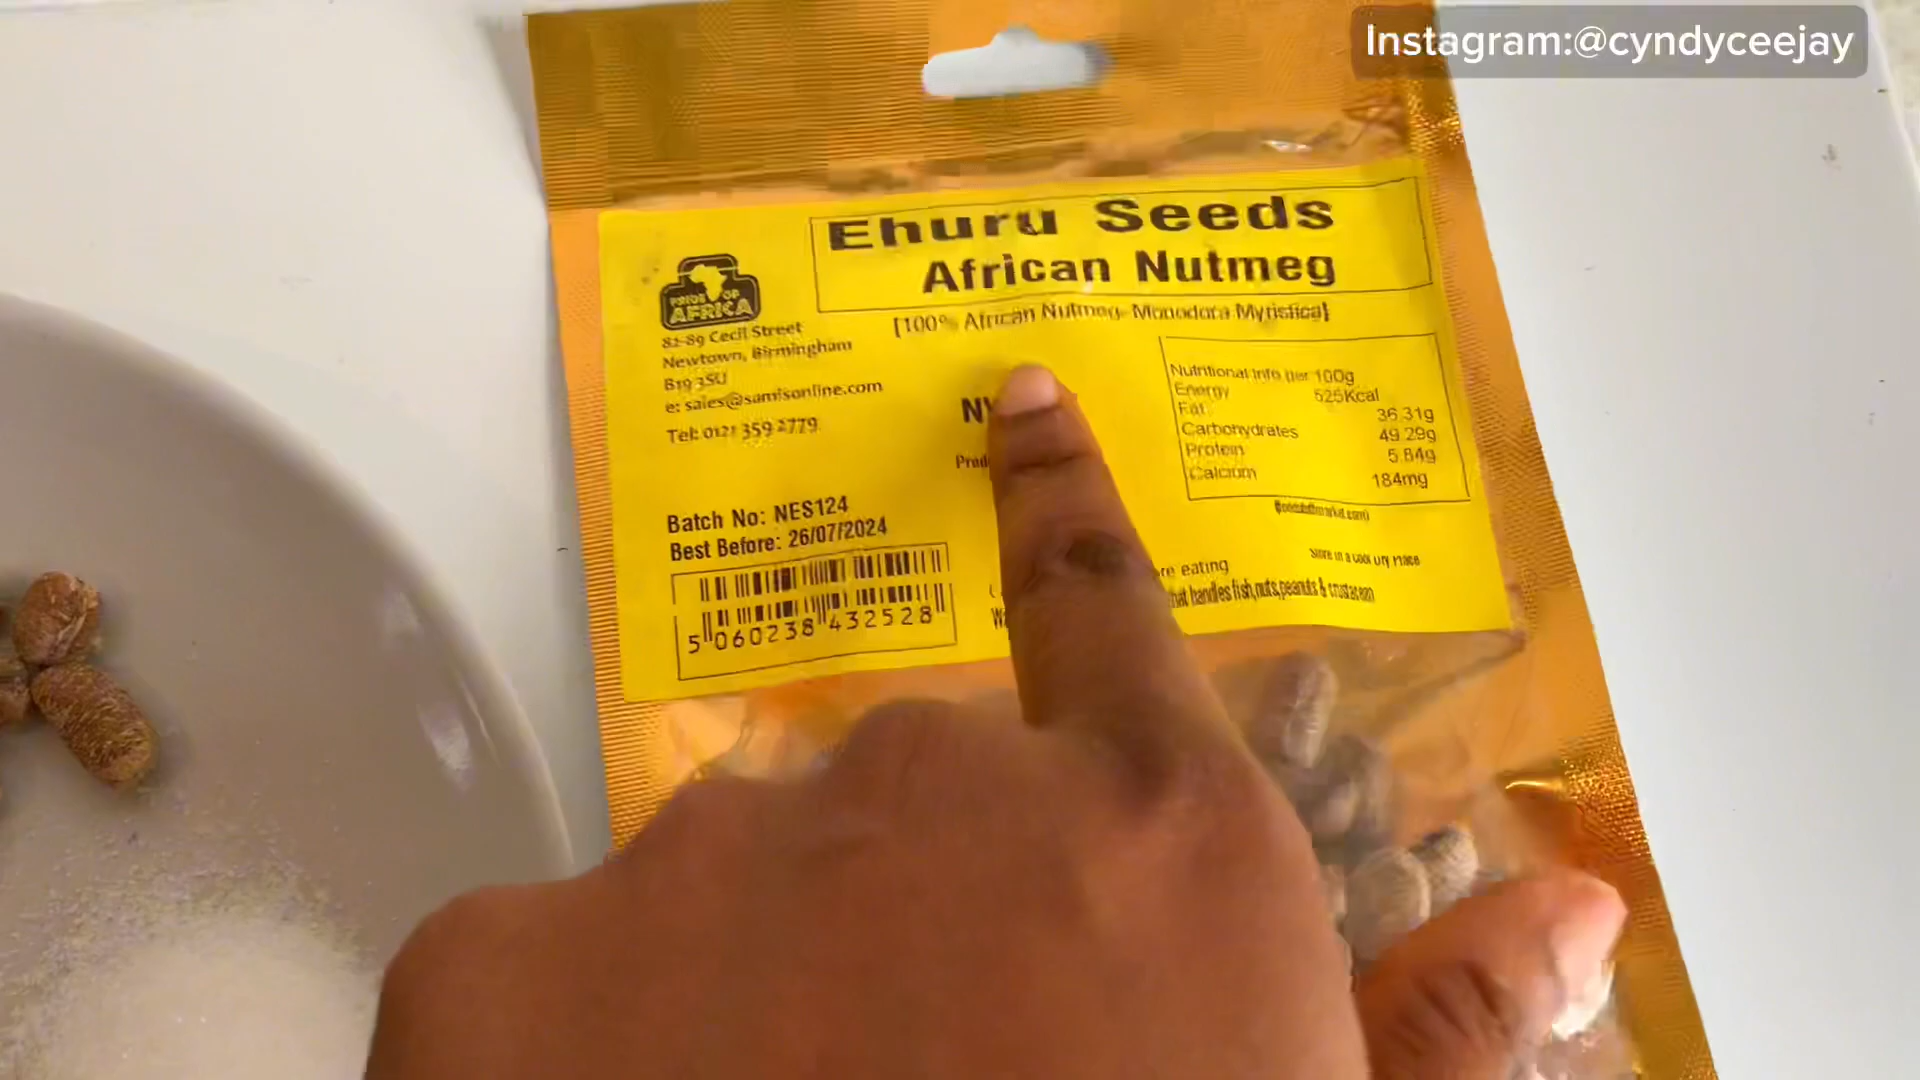 Instagram:@cyndyceejay
Ehuru Seeds
African Nutmeg
[100% African Nutmeg- Monodora Myristica]
PRIDE OF
AFRICA
82-89 Cecil Street
Newtown, Birmingham
B19 3SU
e: sales@samisonline.com
Tel: 0121 359 2779
Nutritional info per 100g
Energy 525Kcal
Fat 36.31g
Carbohydrates 49.29g
Protein 5.84g
Calcium 184mg
Batch No: NES124
Best Before: 26/07/2024
5 060238 432528
Store in a cool dry Place
eating
handles fish,nuts,peanuts & crustacean